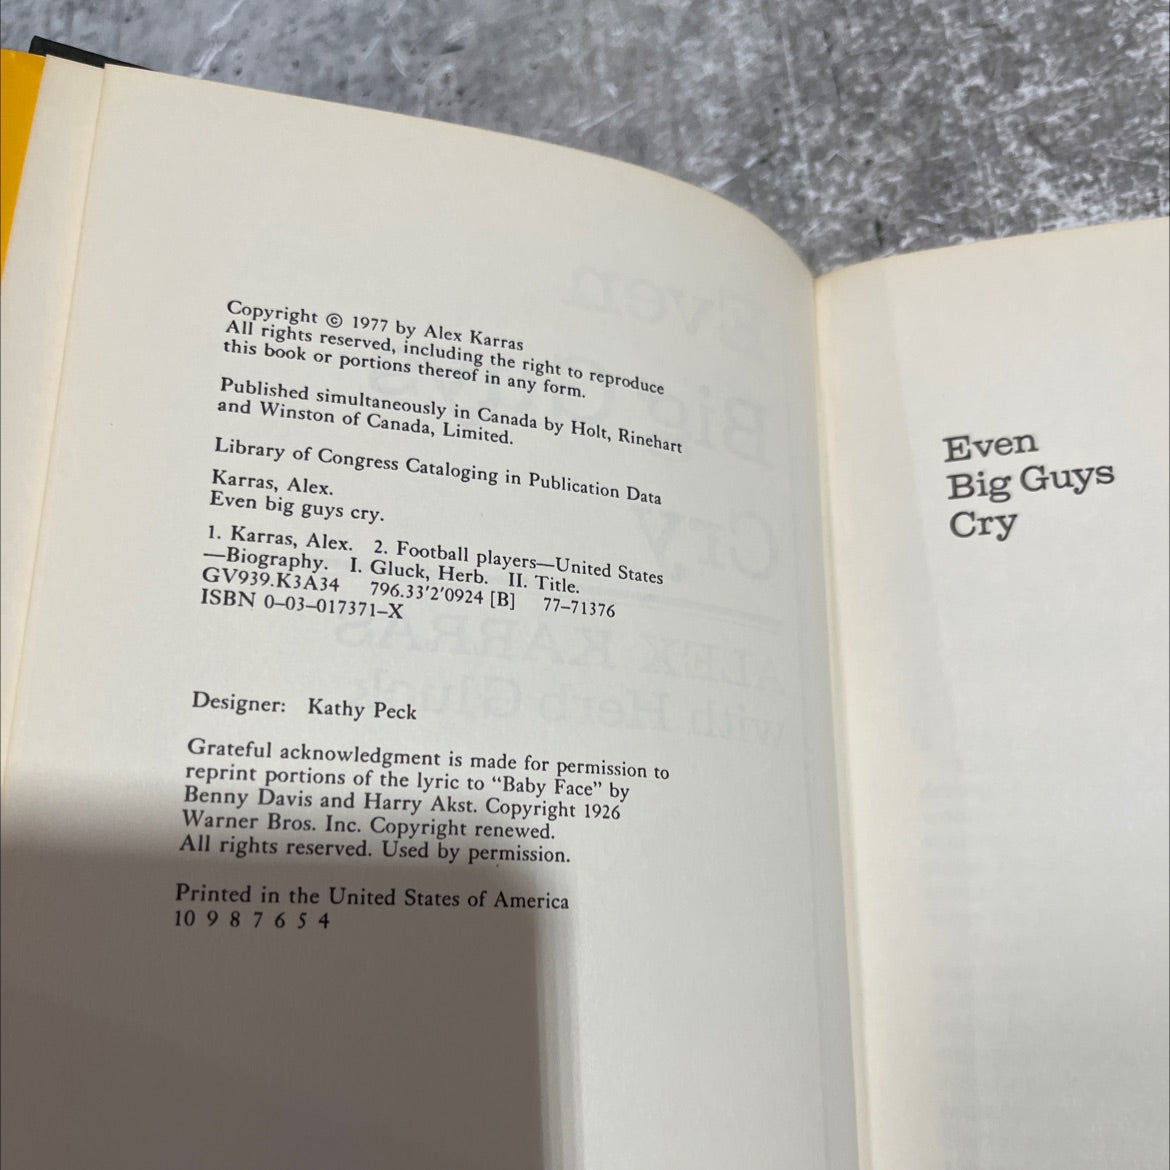 Copyright © 1977 by Alex Karras
All rights reserved, including the right to reproduce
this book or portions thereof in any form.
Published simultaneously in Canada by Holt, Rinehart
and Winston of Canada, Limited.
Library of Congress Cataloging in Publication Data
Karras, Alex.
Even big guys cry.
1. Karras, Alex. 2. Football players—United States
—Biography. I. Gluck, Herb. II. Title.
GV939.K3A34 796.33'2'0924 [B] 77–71376
ISBN 0–03–017371–X
Designer: Kathy Peck
Grateful acknowledgment is made for permission to
reprint portions of the lyric to “Baby Face” by
Benny Davis and Harry Akst. Copyright 1926
Warner Bros. Inc. Copyright renewed.
All rights reserved. Used by permission.
Printed in the United States of America
10 9 8 7 6 5 4
Even
Big Guys
Cry